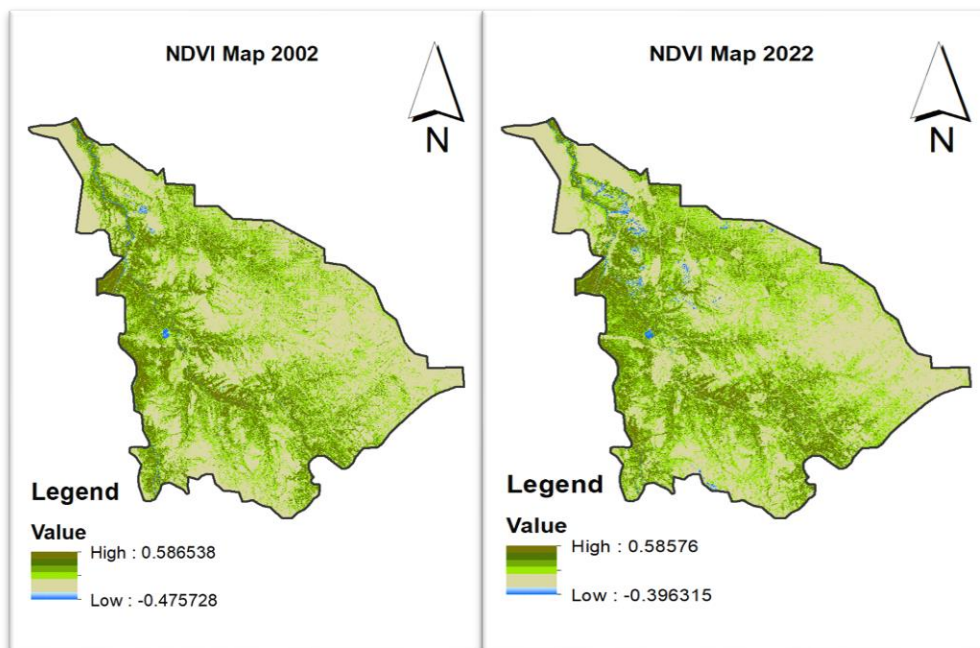 NDVI Map 2002
N
Legend
Value
High : 0.586538
Low : -0.475728
NDVI Map 2022
N
Legend
Value
High : 0.58576
Low : -0.396315